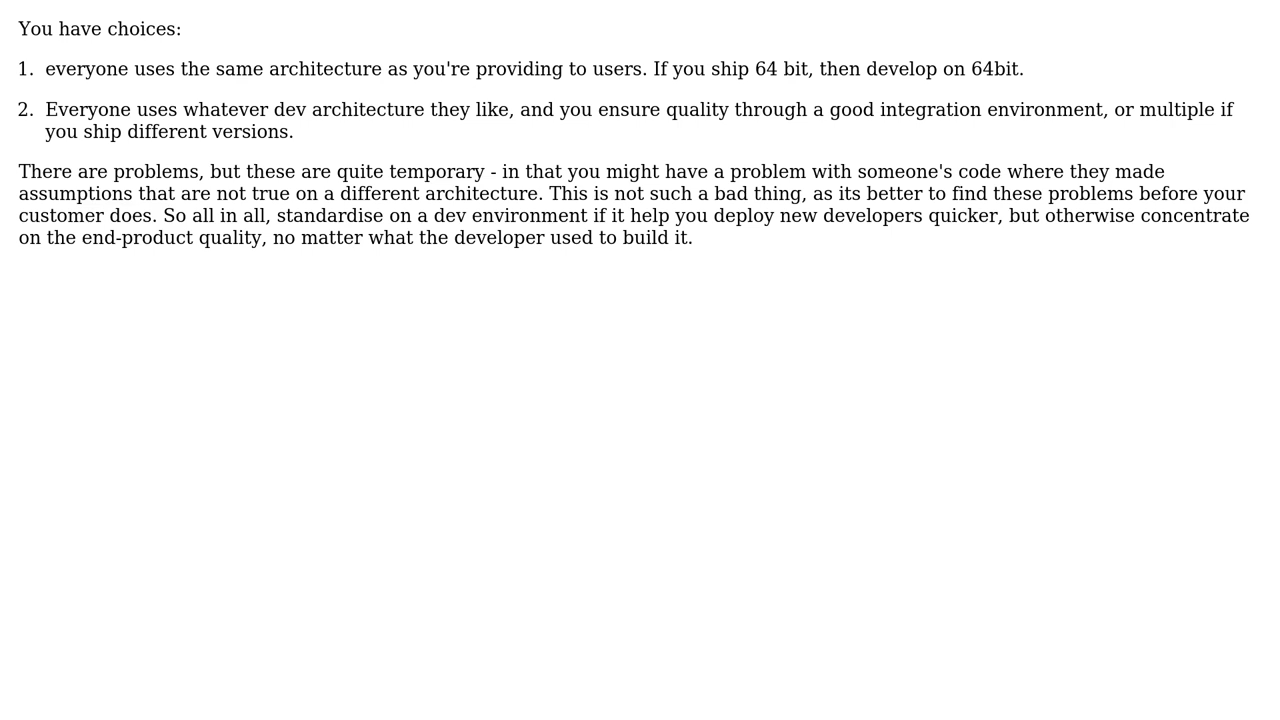 You have choices:
1. everyone uses the same architecture as you're providing to users. If you ship 64 bit, then develop on 64bit.
2. Everyone uses whatever dev architecture they like, and you ensure quality through a good integration environment, or multiple if
you ship different versions.
There are problems, but these are quite temporary - in that you might have a problem with someone's code where they made
assumptions that are not true on a different architecture. This is not such a bad thing, as its better to find these problems before your
customer does. So all in all, standardise on a dev environment if it help you deploy new developers quicker, but otherwise concentrate
on the end-product quality, no matter what the developer used to build it.